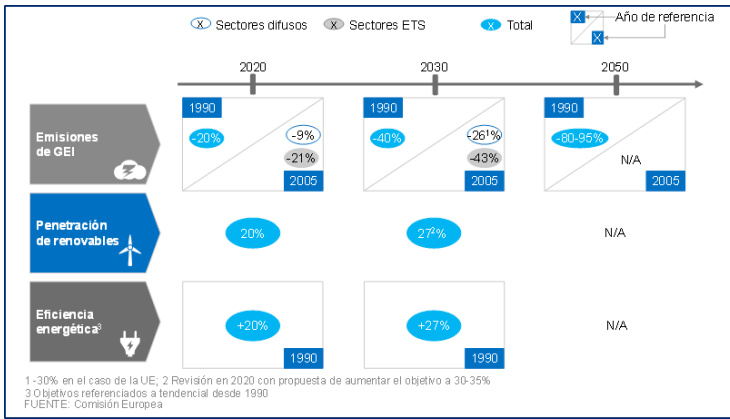 X Sectores difusos X Sectores ETS X Total X Año de referencia
X
2020 2030 2050
Emisiones
de GEI
1990
-20%
-9%
-21%
2005
1990
-40%
-26¹%
-43%
2005
1990
-80-95%
N/A
2005
Penetración
de renovables
20%
27²%
N/A
Eficiencia
energética³
+20%
1990
+27%
1990
N/A
1 -30% en el caso de la UE; 2 Revisión en 2020 con propuesta de aumentar el objetivo a 30-35%
3 Objetivos referenciados a tendencial desde 1990
FUENTE: Comisión Europea